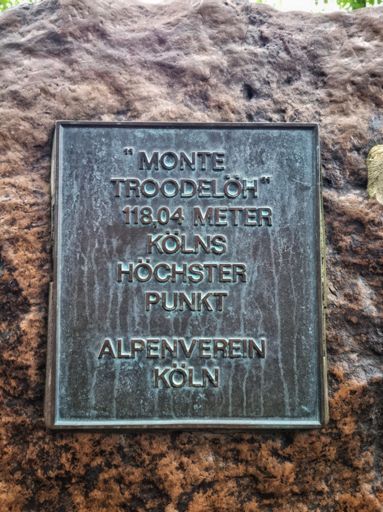 "MONTE
TROODELÖH"
118,04 METER
KÖLNS
HÖCHSTER
PUNKT
ALPENVEREIN
KÖLN